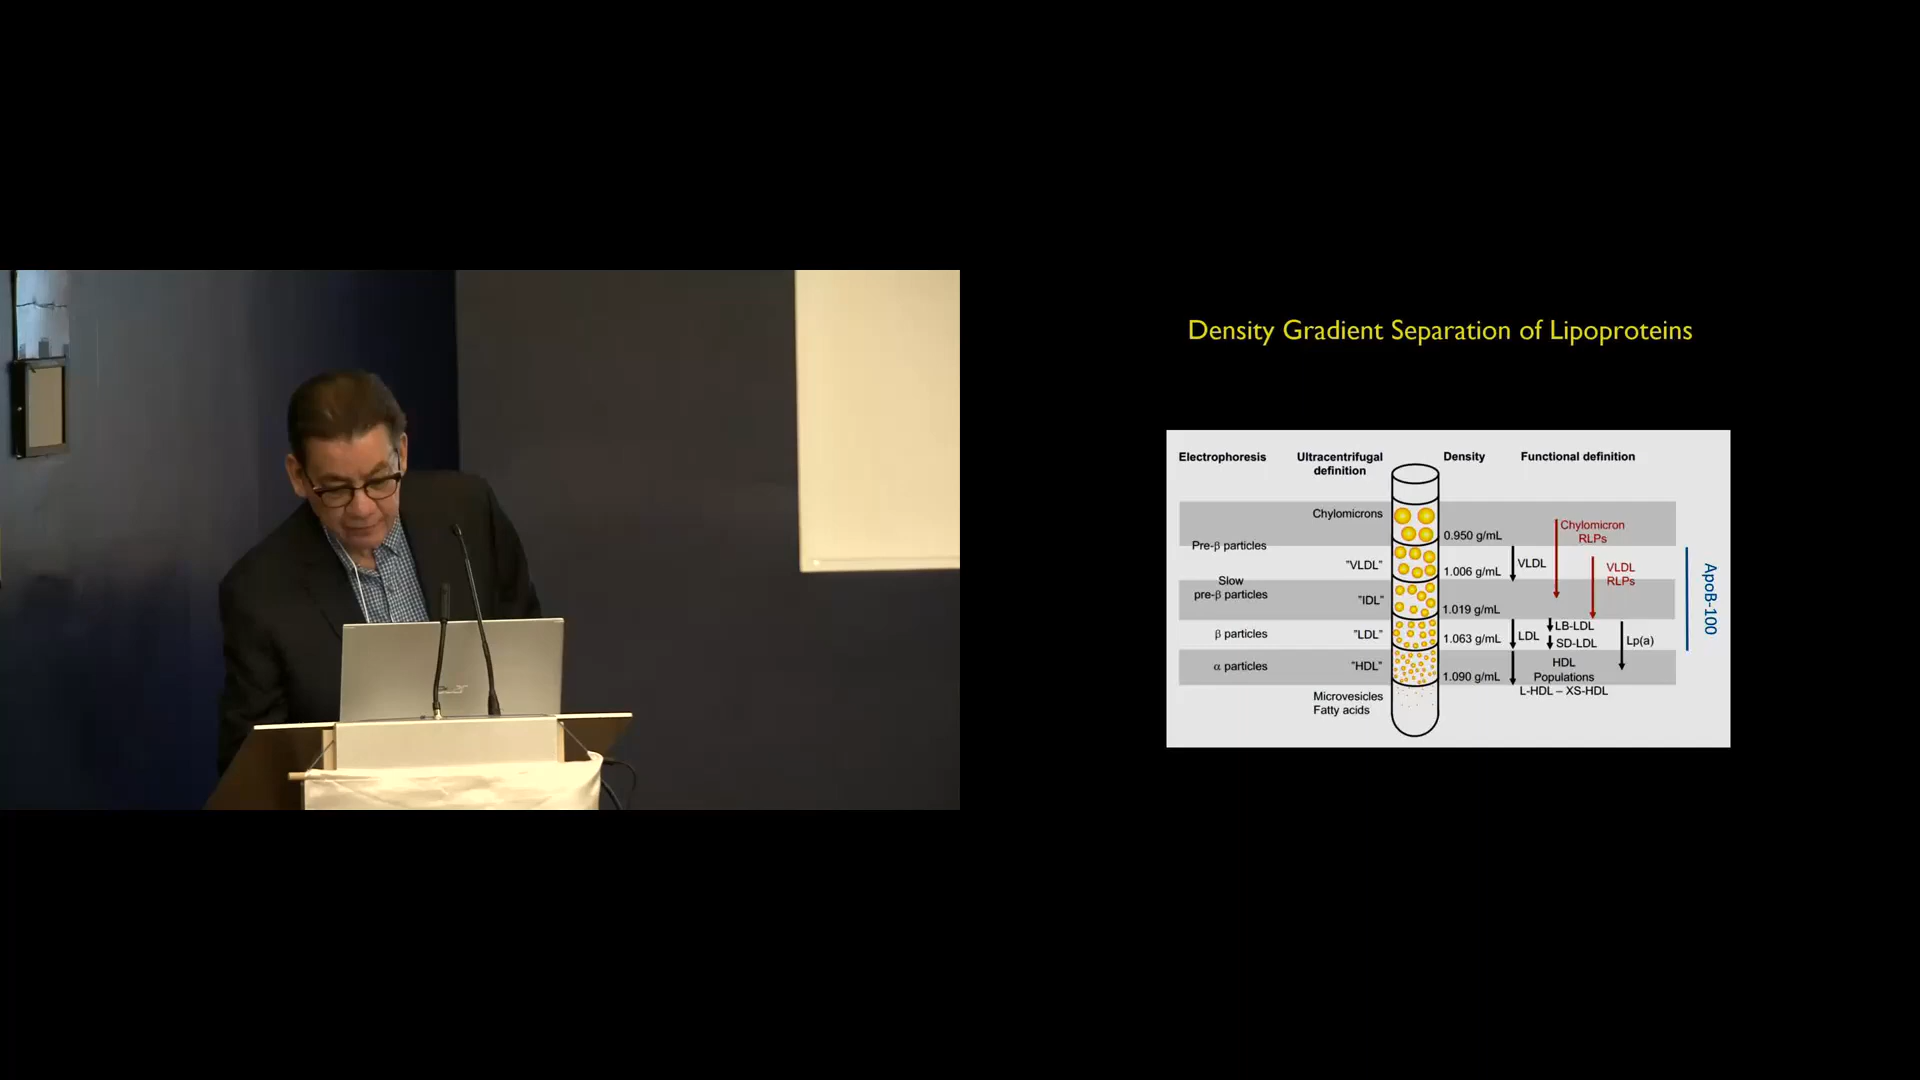 Density Gradient Separation of Lipoproteins
Electrophoresis
Ultracentrifugal
definition
Density
Functional definition
Chylomicrons
0.950 g/mL
Chylomicron
RLPs
Pre-β particles
"VLDL"
1.006 g/mL
VLDL
VLDL
RLPs
Slow
pre-β particles
"IDL"
1.019 g/mL
β particles
"LDL"
1.063 g/mL
LDL
LB-LDL
SD-LDL
Lp(a)
α particles
"HDL"
1.090 g/mL
HDL
Populations
L-HDL – XS-HDL
Microvesicles
Fatty acids
ApoB-100